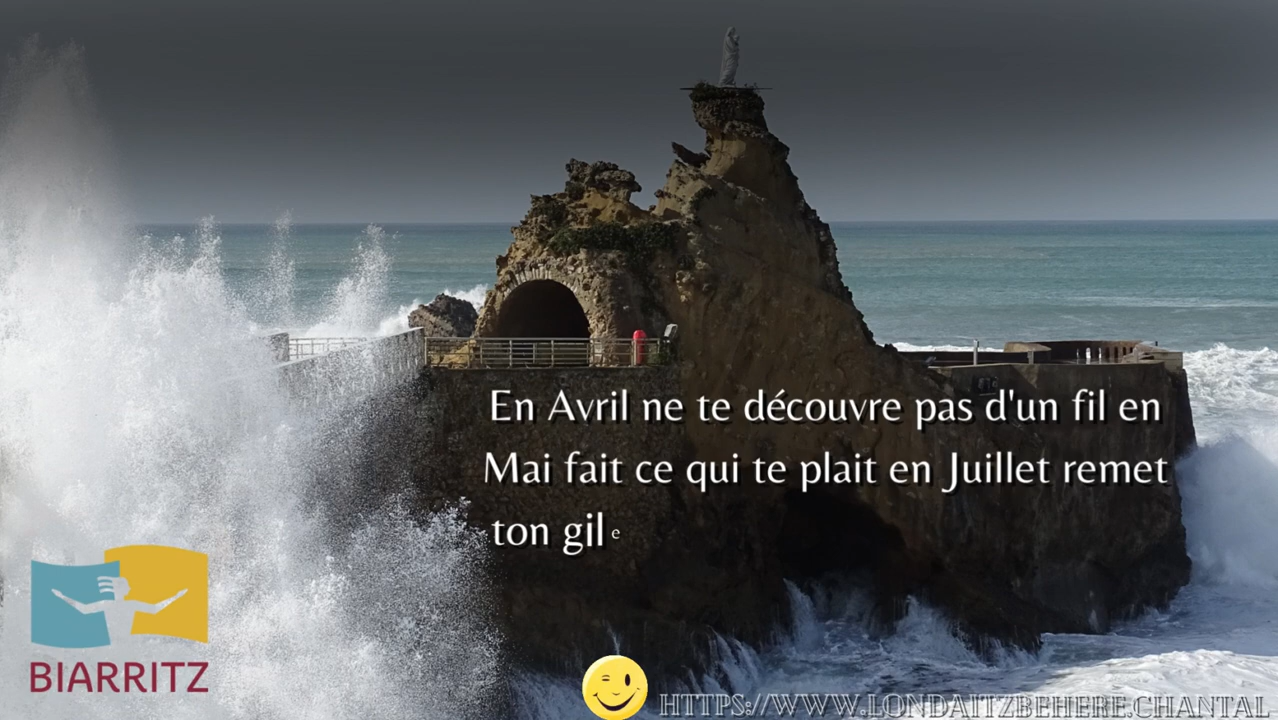 En Avril ne te découvre pas d'un fil en
Mai fait ce qui te plait en Juillet remet
ton gile
BIARRITZ
HTTPS://WWW.LONDAITZBEHERE.CHANTAL